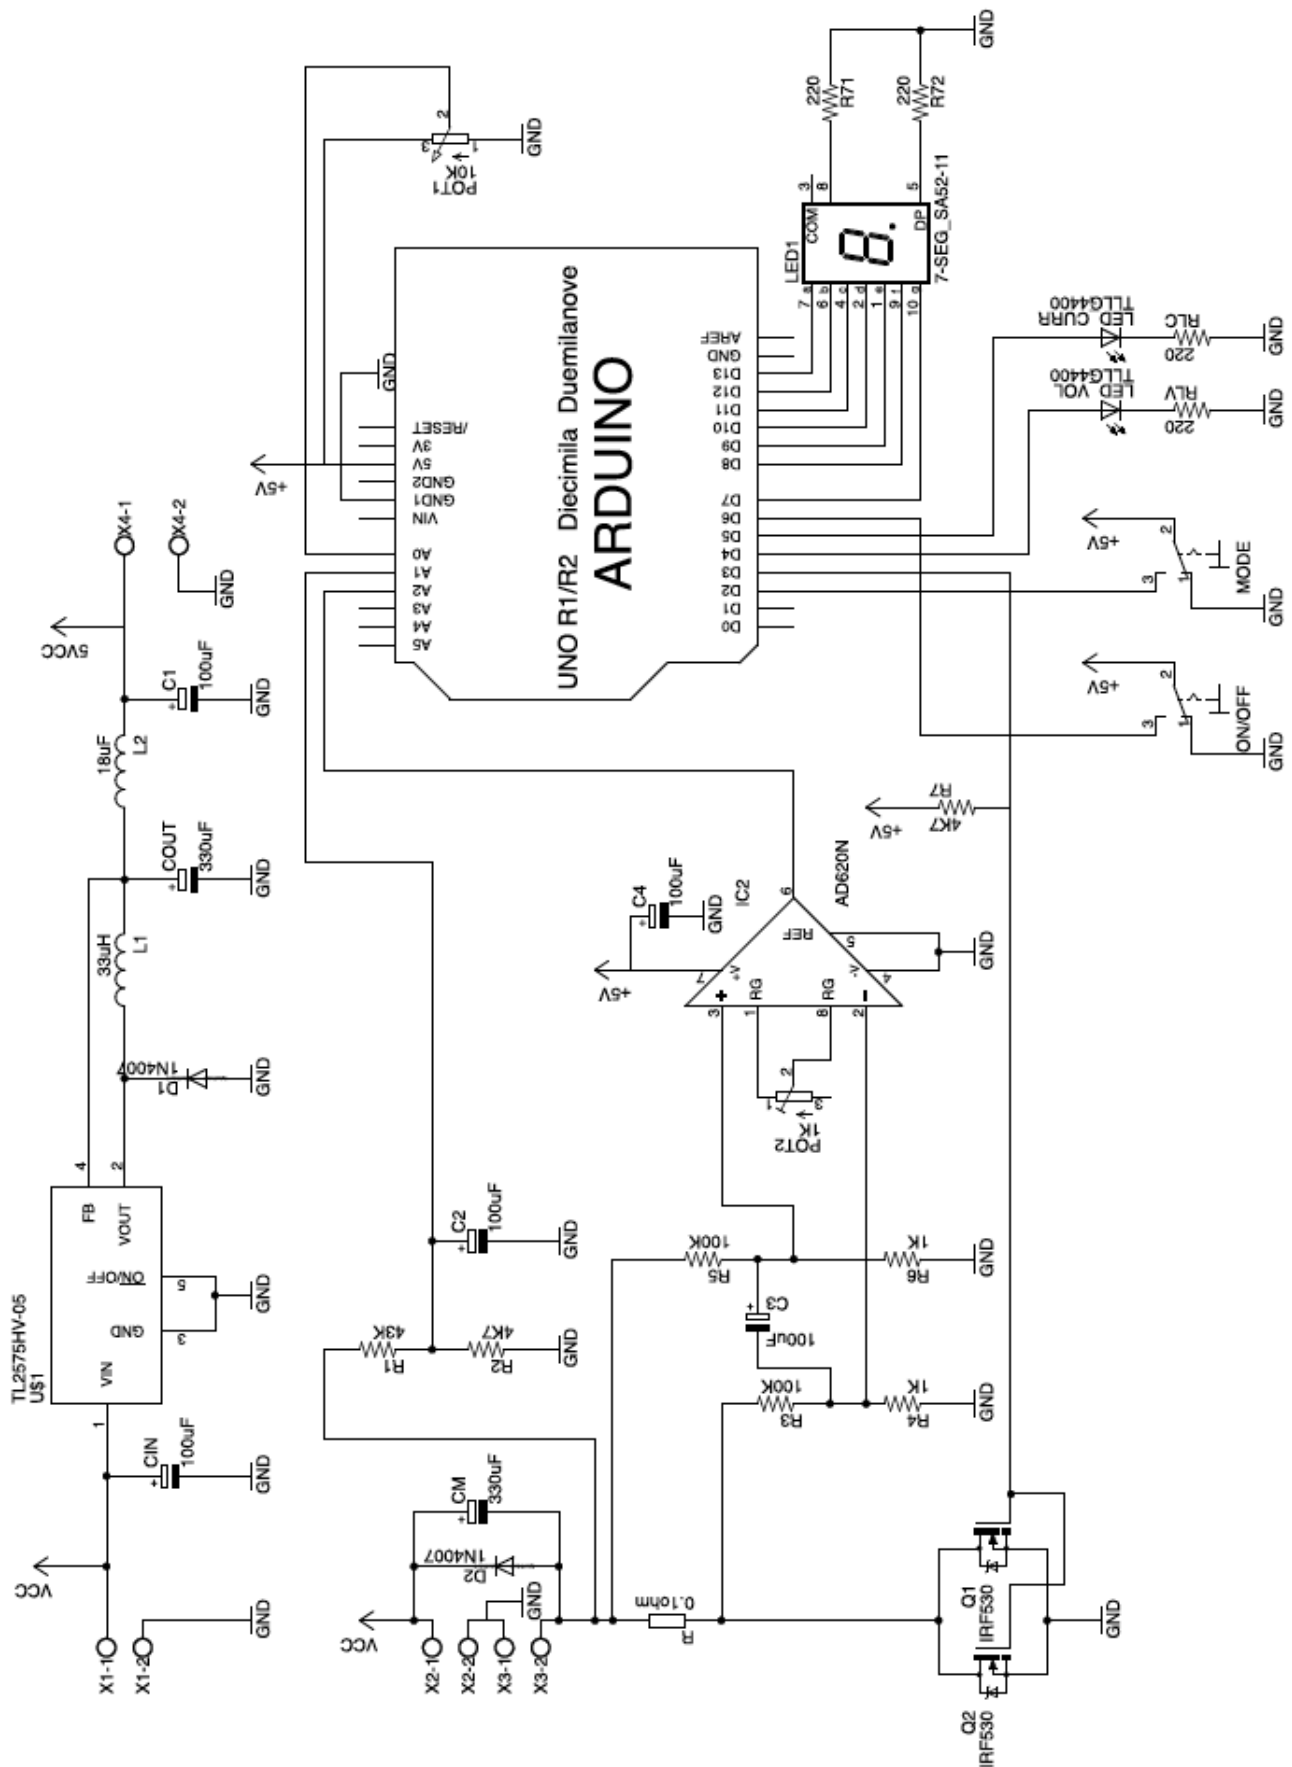 TL2575HV-05
U$1
VIN
GND
ON/OFF
FB
VOUT
1
3
5
4
2
VCC
X1-1
X1-2
GND
CIN
100uF
+
GND
GND
1N4007
D1
GND
33uH
L1
COUT
330uF
+
GND
18uF
L2
C1
100uF
+
GND
5VCC
X4-1
X4-2
GND
VCC
X2-1
X2-2
X3-1
X3-2
GND
D2
1N4007
CM
330uF
+
R1
43K
R2
4K7
GND
C2
100uF
+
GND
R
0.1ohm
R5
100K
R6
1K
GND
C3
100uF
+
R3
100K
R4
1K
GND
POT2
1K
1
2
3
IC2
AD620N
+
-
RG
RG
REF
+V
-V
3
1
8
2
7
6
5
4
+5V
C4
100uF
+
GND
GND
+5V
R7
4K7
Q1
IRF530
Q2
IRF530
GND
UNO R1/R2 Diecimila Duemilanove
ARDUINO
A5
A4
A3
A2
A1
A0
VIN
GND1
GND2
5V
3V
/RESET
D0
D1
D2
D3
D4
D5
D6
D7
D8
D9
D10
D11
D12
D13
GND
AREF
+5V
GND
POT1
10K
1
2
3
GND
LED1
COM
DP
7-SEG_SA52-11
7 a
6 b
4 c
2 d
1 e
9 f
10 g
3
8
5
220
R71
220
R72
GND
LED CURR
TLLG4400
RLC
220
GND
LED VOL
TLLG4400
RLV
220
GND
+5V
MODE
1
2
3
GND
+5V
ON/OFF
1
2
3
GND